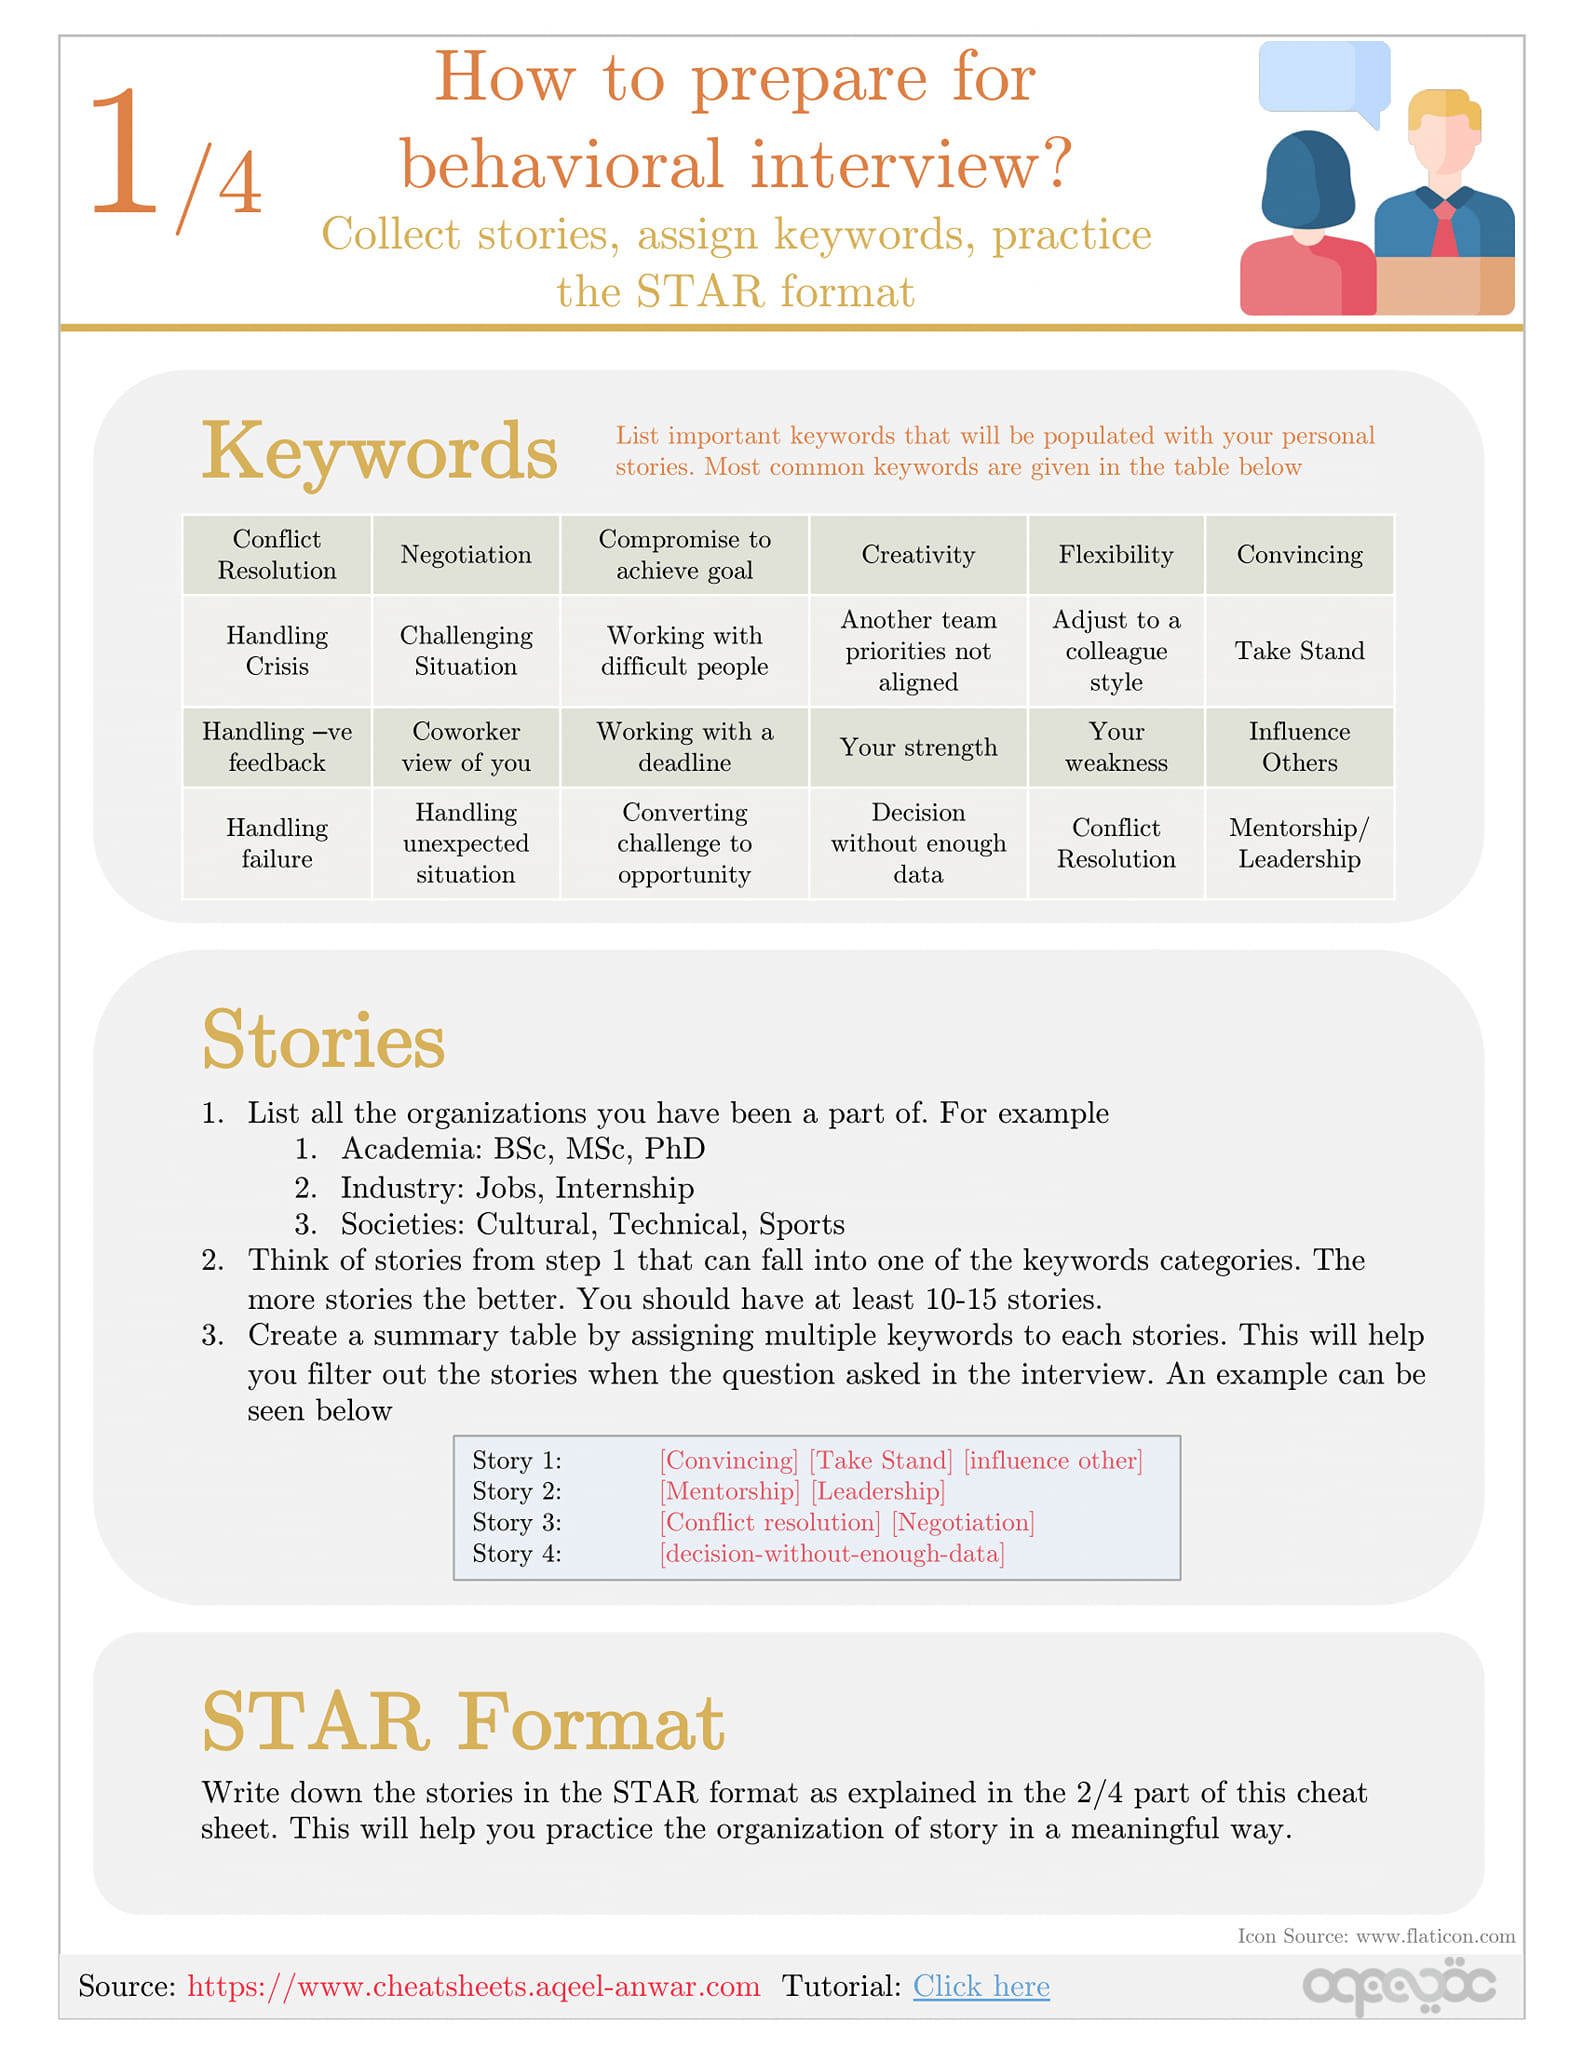 1/4
How to prepare for
behavioral interview?
Collect stories, assign keywords, practice
the STAR format
Keywords
List important keywords that will be populated with your personal
stories. Most common keywords are given in the table below
Conflict
Resolution
Negotiation
Compromise to
achieve goal
Creativity
Flexibility
Convincing
Handling
Crisis
Challenging
Situation
Working with
difficult people
Another team
priorities not
aligned
Adjust to a
colleague
style
Take Stand
Handling –ve
feedback
Coworker
view of you
Working with a
deadline
Your strength
Your
weakness
Influence
Others
Handling
failure
Handling
unexpected
situation
Converting
challenge to
opportunity
Decision
without enough
data
Conflict
Resolution
Mentorship/
Leadership
Stories
1. List all the organizations you have been a part of. For example
1. Academia: BSc, MSc, PhD
2. Industry: Jobs, Internship
3. Societies: Cultural, Technical, Sports
2. Think of stories from step 1 that can fall into one of the keywords categories. The
more stories the better. You should have at least 10-15 stories.
3. Create a summary table by assigning multiple keywords to each stories. This will help
you filter out the stories when the question asked in the interview. An example can be
seen below
Story 1: [Convincing] [Take Stand] [influence other]
Story 2: [Mentorship] [Leadership]
Story 3: [Conflict resolution] [Negotiation]
Story 4: [decision-without-enough-data]
STAR Format
Write down the stories in the STAR format as explained in the 2/4 part of this cheat
sheet. This will help you practice the organization of story in a meaningful way.
Icon Source: www.flaticon.com
Source: https://www.cheatsheets.aqeel-anwar.com Tutorial: Click here